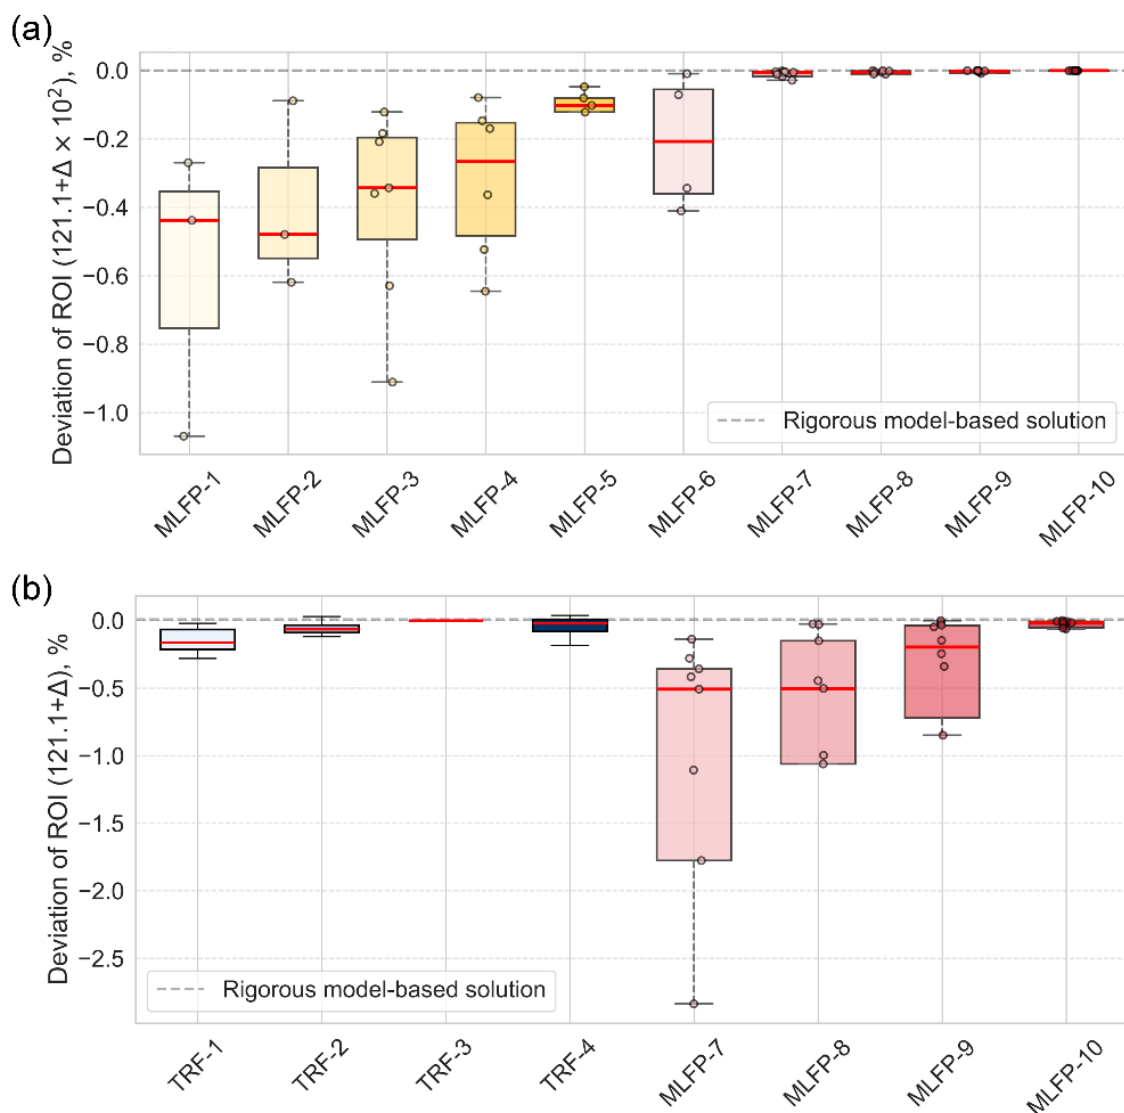 (a)
Deviation of ROI (121.1+Δ × 10²), %
0.0
−0.2
−0.4
−0.6
−0.8
−1.0
Rigorous model-based solution
MLFP-1
MLFP-2
MLFP-3
MLFP-4
MLFP-5
MLFP-6
MLFP-7
MLFP-8
MLFP-9
MLFP-10
(b)
Deviation of ROI (121.1+Δ), %
0.0
−0.5
−1.0
−1.5
−2.0
−2.5
Rigorous model-based solution
TRF-1
TRF-2
TRF-3
TRF-4
MLFP-7
MLFP-8
MLFP-9
MLFP-10